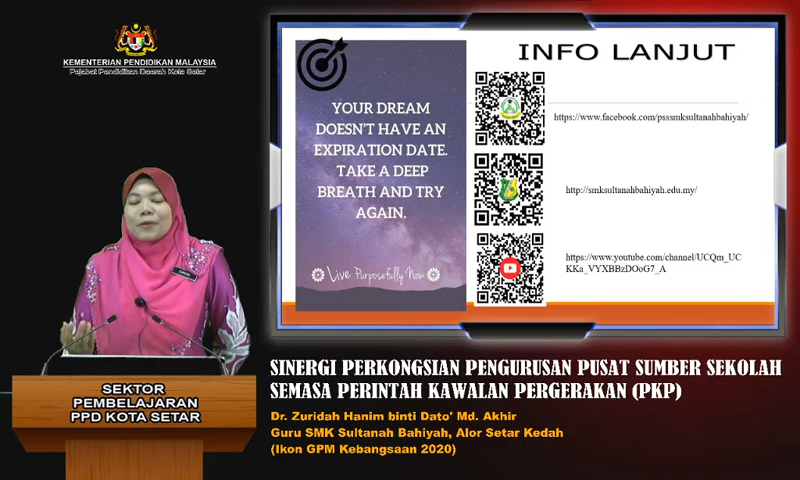 KEMENTERIAN PENDIDIKAN MALAYSIA
Pejabat Pendidikan Daerah Kota Setar
INFO LANJUT
YOUR DREAM
DOESN'T HAVE AN
EXPIRATION DATE.
TAKE A DEEP
BREATH AND TRY
AGAIN.
Live Purposefully Now
https://www.facebook.com/psssmksultanahbahiyah/
http://smksultanahbahiyah.edu.my/
https://www.youtube.com/channel/UCQm_UC
KKa_VYXBBzDOoG7_A
SEKTOR
PEMBELAJARAN
PPD KOTA SETAR
SINERGI PERKONGSIAN PENGURUSAN PUSAT SUMBER SEKOLAH
SEMASA PERINTAH KAWALAN PERGERAKAN (PKP)
Dr. Zuridah Hanim binti Dato' Md. Akhir
Guru SMK Sultanah Bahiyah, Alor Setar Kedah
(Ikon GPM Kebangsaan 2020)